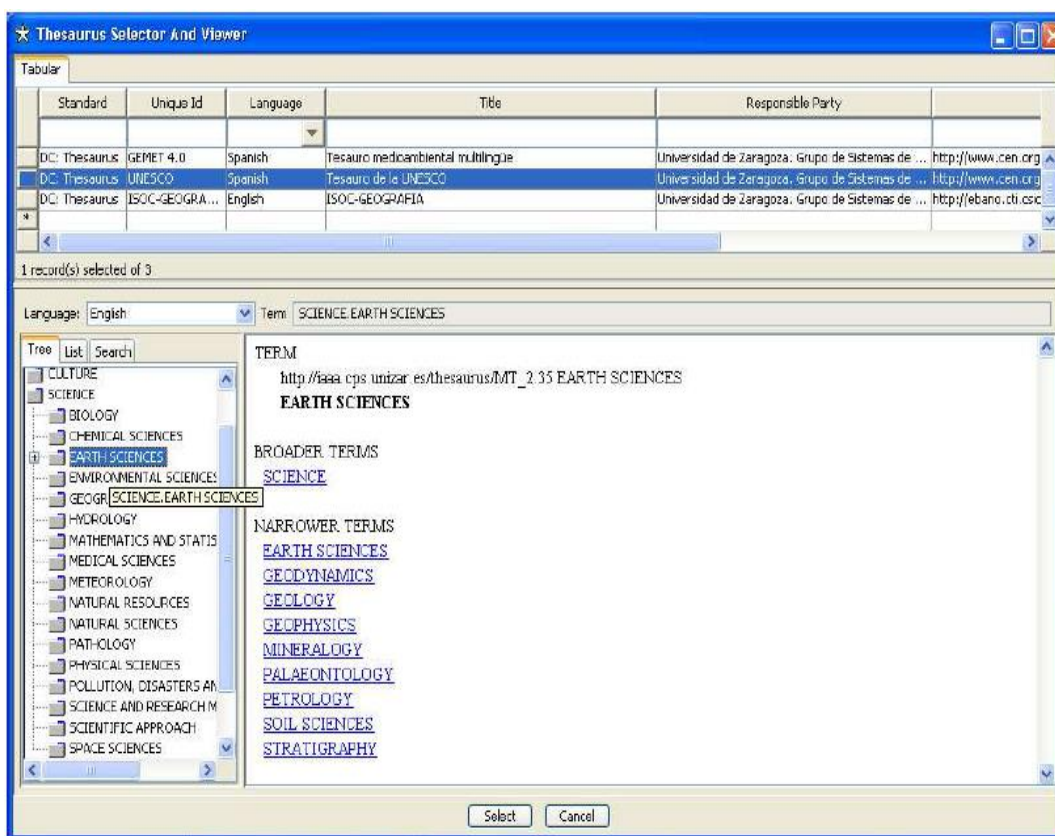 Thesaurus Selector And Viewer
Tabular
Standard Unique Id Language Title Responsible Party
DC: Thesaurus GEMET 4.0 Spanish Tesauro medioambiental multilingüe Universidad de Zaragoza. Grupo de Sistemas de ... http://www.cen.org
DC: Thesaurus UNESCO Spanish Tesauro de la UNESCO Universidad de Zaragoza. Grupo de Sistemas de ... http://www.cen.org
DC: Thesaurus ISOC-GEOGRA... English ISOC-GEOGRAFIA Universidad de Zaragoza. Grupo de Sistemas de ... http://ebano.cti.csic
*
1 record(s) selected of 3
Language: English Term SCIENCE.EARTH SCIENCES
Tree List Search
CULTURE
SCIENCE
BIOLOGY
CHEMICAL SCIENCES
EARTH SCIENCES
ENVIRONMENTAL SCIENCES
GEOGR SCIENCE.EARTH SCIENCES
HYDROLOGY
MATHEMATICS AND STATIS
MEDICAL SCIENCES
METEOROLOGY
NATURAL RESOURCES
NATURAL SCIENCES
PATHOLOGY
PHYSICAL SCIENCES
POLLUTION, DISASTERS AN
SCIENCE AND RESEARCH M
SCIENTIFIC APPROACH
SPACE SCIENCES
TERM
http://iaaa.cps.unizar.es/thesaurus/MT_2.35 EARTH SCIENCES
EARTH SCIENCES
BROADER TERMS
SCIENCE
NARROWER TERMS
EARTH SCIENCES
GEODYNAMICS
GEOLOGY
GEOPHYSICS
MINERALOGY
PALAEONTOLOGY
PETROLOGY
SOIL SCIENCES
STRATIGRAPHY
Select Cancel